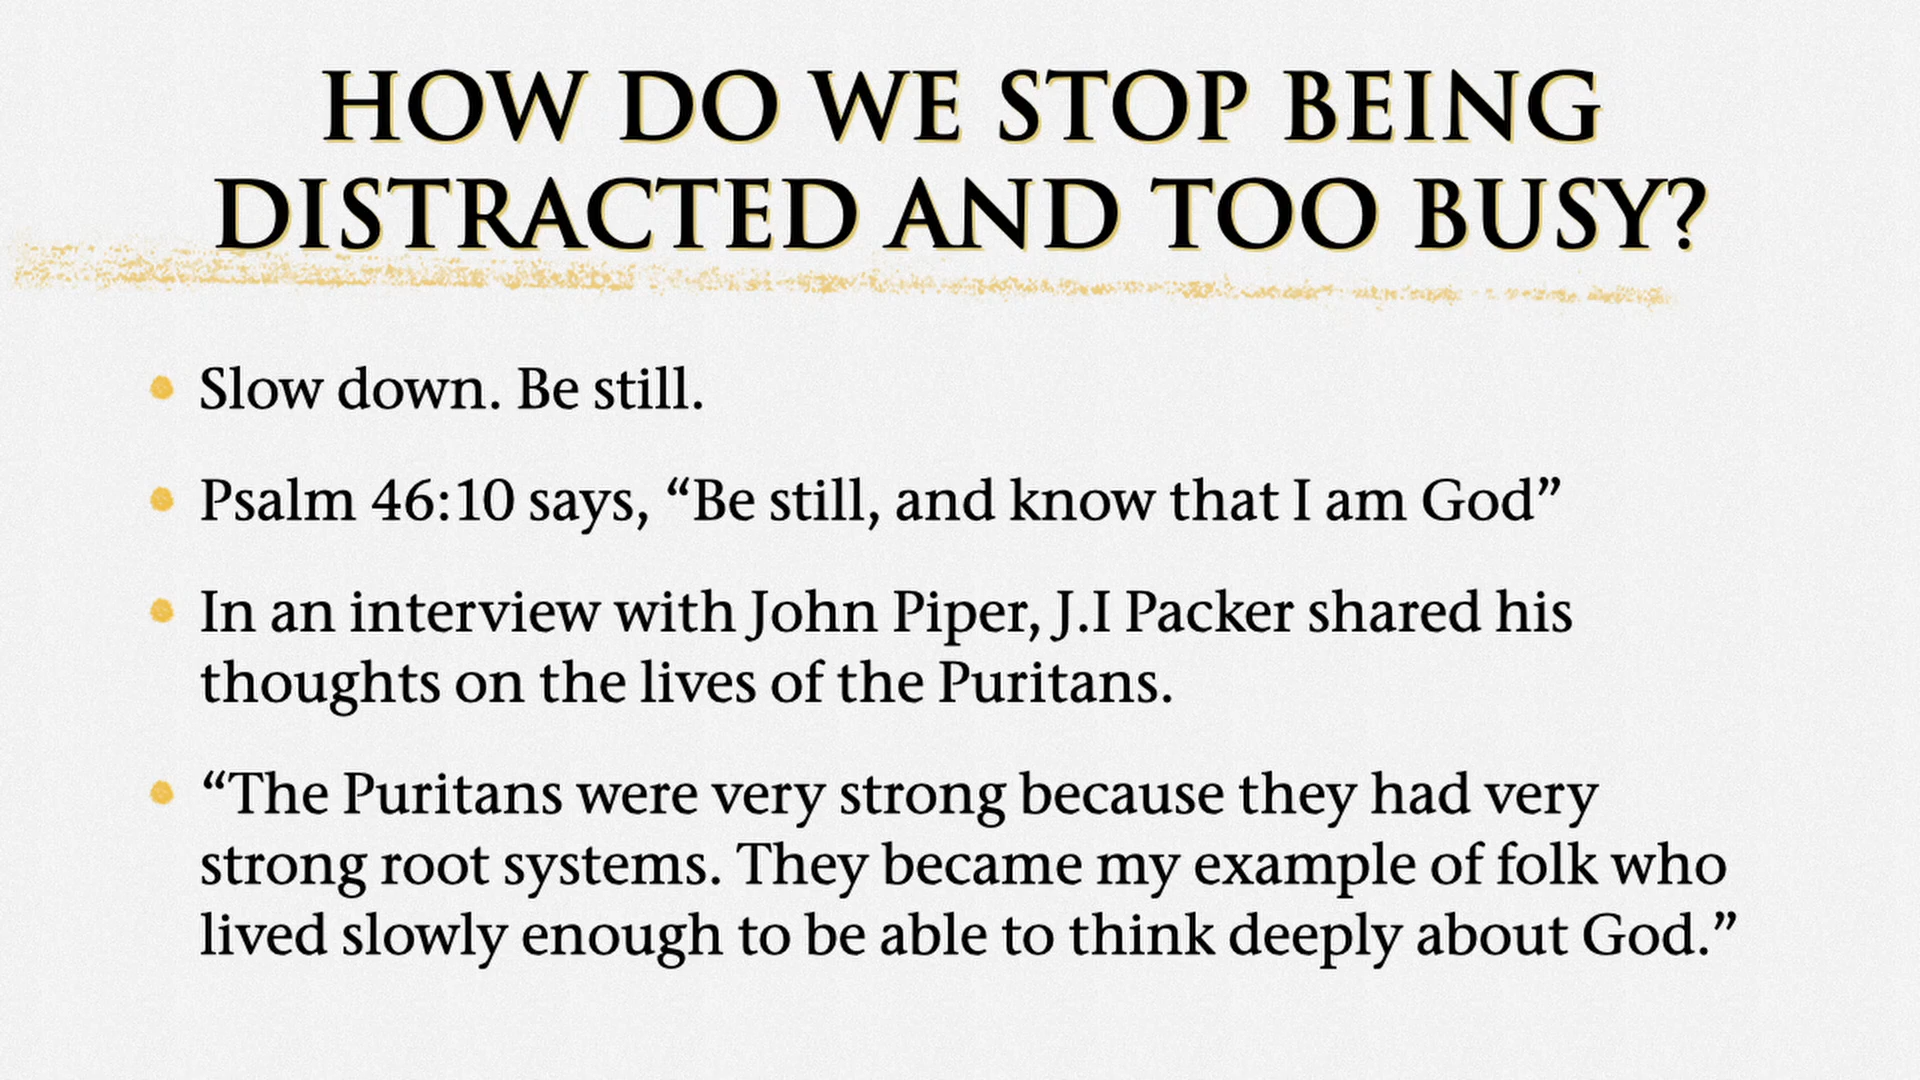 HOW DO WE STOP BEING
DISTRACTED AND TOO BUSY?
Slow down. Be still.
Psalm 46:10 says, “Be still, and know that I am God”
In an interview with John Piper, J.I Packer shared his
thoughts on the lives of the Puritans.
“The Puritans were very strong because they had very
strong root systems. They became my example of folk who
lived slowly enough to be able to think deeply about God.”